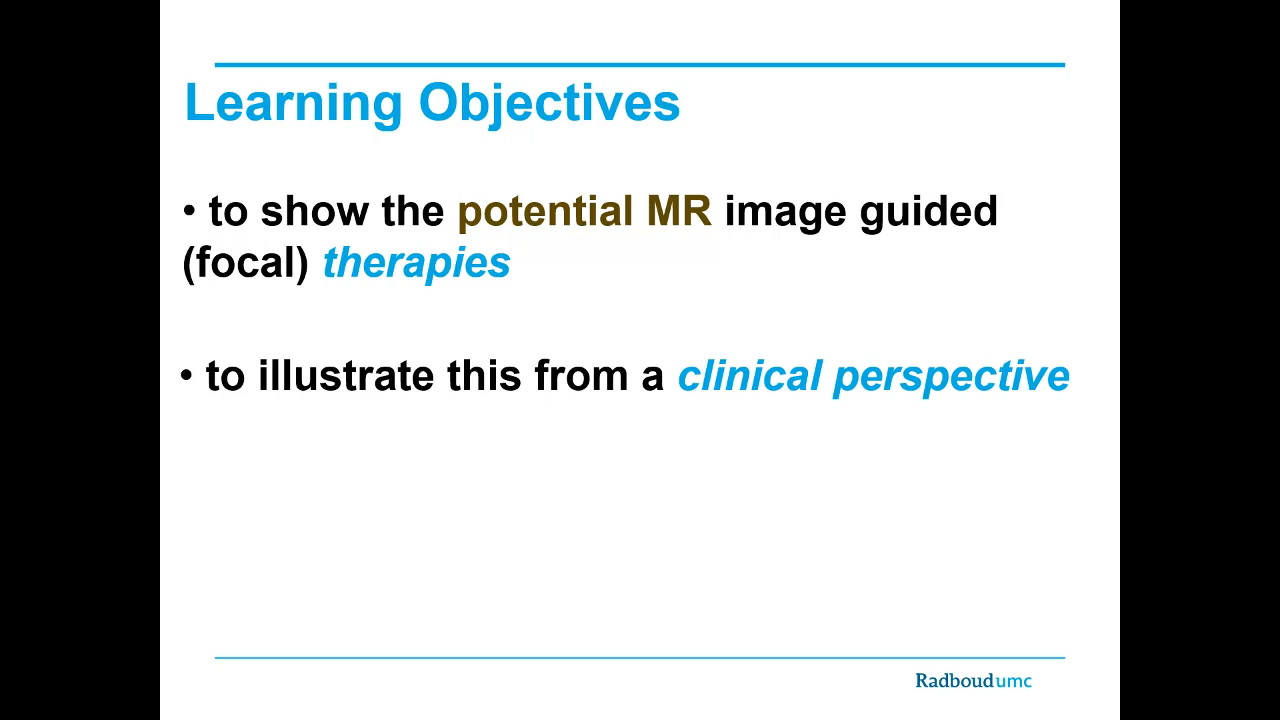 Learning Objectives
• to show the potential MR image guided
(focal) therapies
• to illustrate this from a clinical perspective
Radboudumc